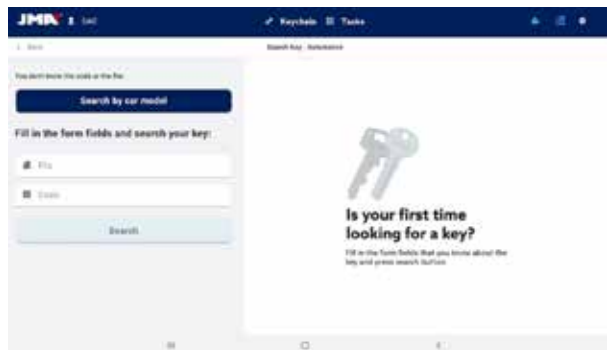 JMA
Keychain Tasks
Back
Search Key - Automotive
You don't know the code or the file
Search by car model
Fill in the form fields and search your key:
File
Code
Search
Is your first time
looking for a key?
Fill in the form fields that you know about the
key and press search button